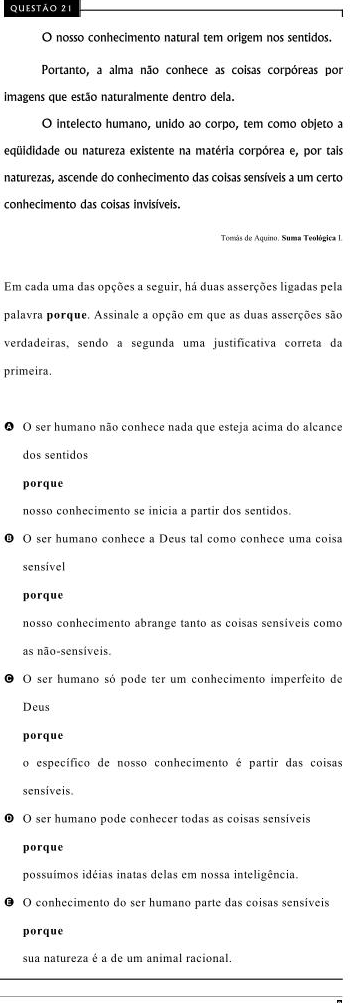 QUESTÃO 21
O nosso conhecimento natural tem origem nos sentidos.
Portanto, a alma não conhece as coisas corpóreas por
imagens que estão naturalmente dentro dela.
O intelecto humano, unido ao corpo, tem como objeto a
eqüididade ou natureza existente na matéria corpórea e, por tais
naturezas, ascende do conhecimento das coisas sensíveis a um certo
conhecimento das coisas invisíveis.
Tomás de Aquino. Suma Teológica I.
Em cada uma das opções a seguir, há duas asserções ligadas pela
palavra porque. Assinale a opção em que as duas asserções são
verdadeiras, sendo a segunda uma justificativa correta da
primeira.
A O ser humano não conhece nada que esteja acima do alcance
dos sentidos
porque
nosso conhecimento se inicia a partir dos sentidos.
B O ser humano conhece a Deus tal como conhece uma coisa
sensível
porque
nosso conhecimento abrange tanto as coisas sensíveis como
as não-sensíveis.
C O ser humano só pode ter um conhecimento imperfeito de
Deus
porque
o específico de nosso conhecimento é partir das coisas
sensíveis.
D O ser humano pode conhecer todas as coisas sensíveis
porque
possuímos idéias inatas delas em nossa inteligência.
E O conhecimento do ser humano parte das coisas sensíveis
porque
sua natureza é a de um animal racional.